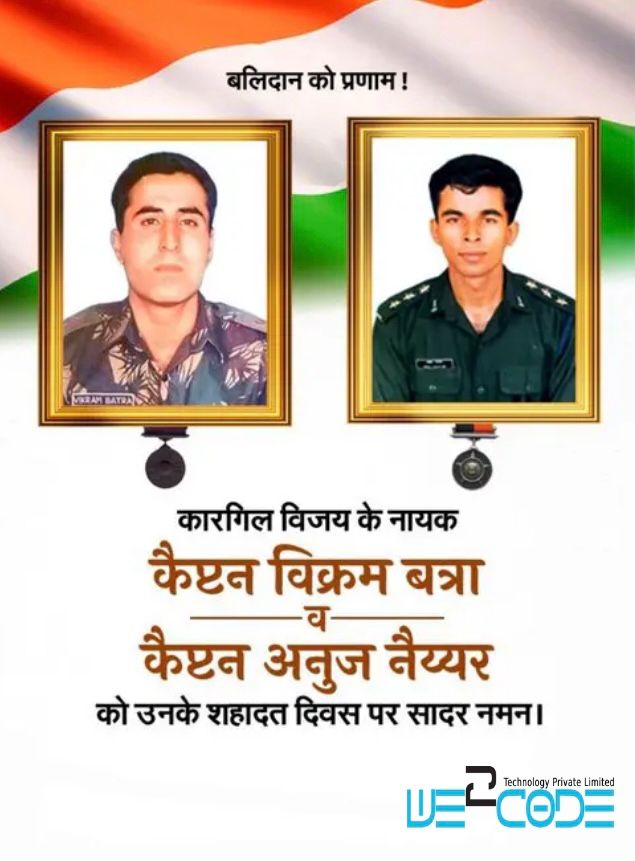 बलिदान को प्रणाम !
VIKRAM BATRA
कारगिल विजय के नायक
कैप्टन विक्रम बत्रा
व
कैप्टन अनुज नैय्यर
को उनके शहादत दिवस पर सादर नमन।
Technology Private Limited
WE2CODE